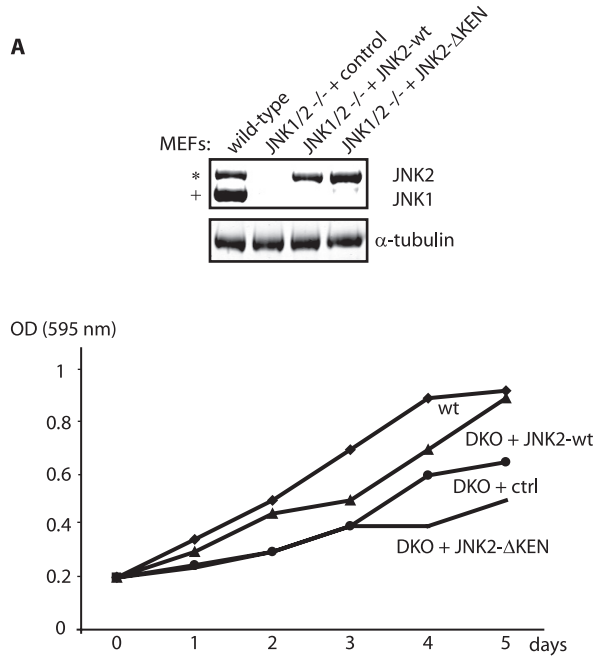 A
MEFs:
wild-type
JNK1/2 -/- + control
JNK1/2 -/- + JNK2-wt
JNK1/2 -/- + JNK2-ΔKEN
* JNK2
+ JNK1
α-tubulin
OD (595 nm)
1
0.8
0.6
0.4
0.2
0
wt
DKO + JNK2-wt
DKO + ctrl
DKO + JNK2-ΔKEN
0 1 2 3 4 5 days